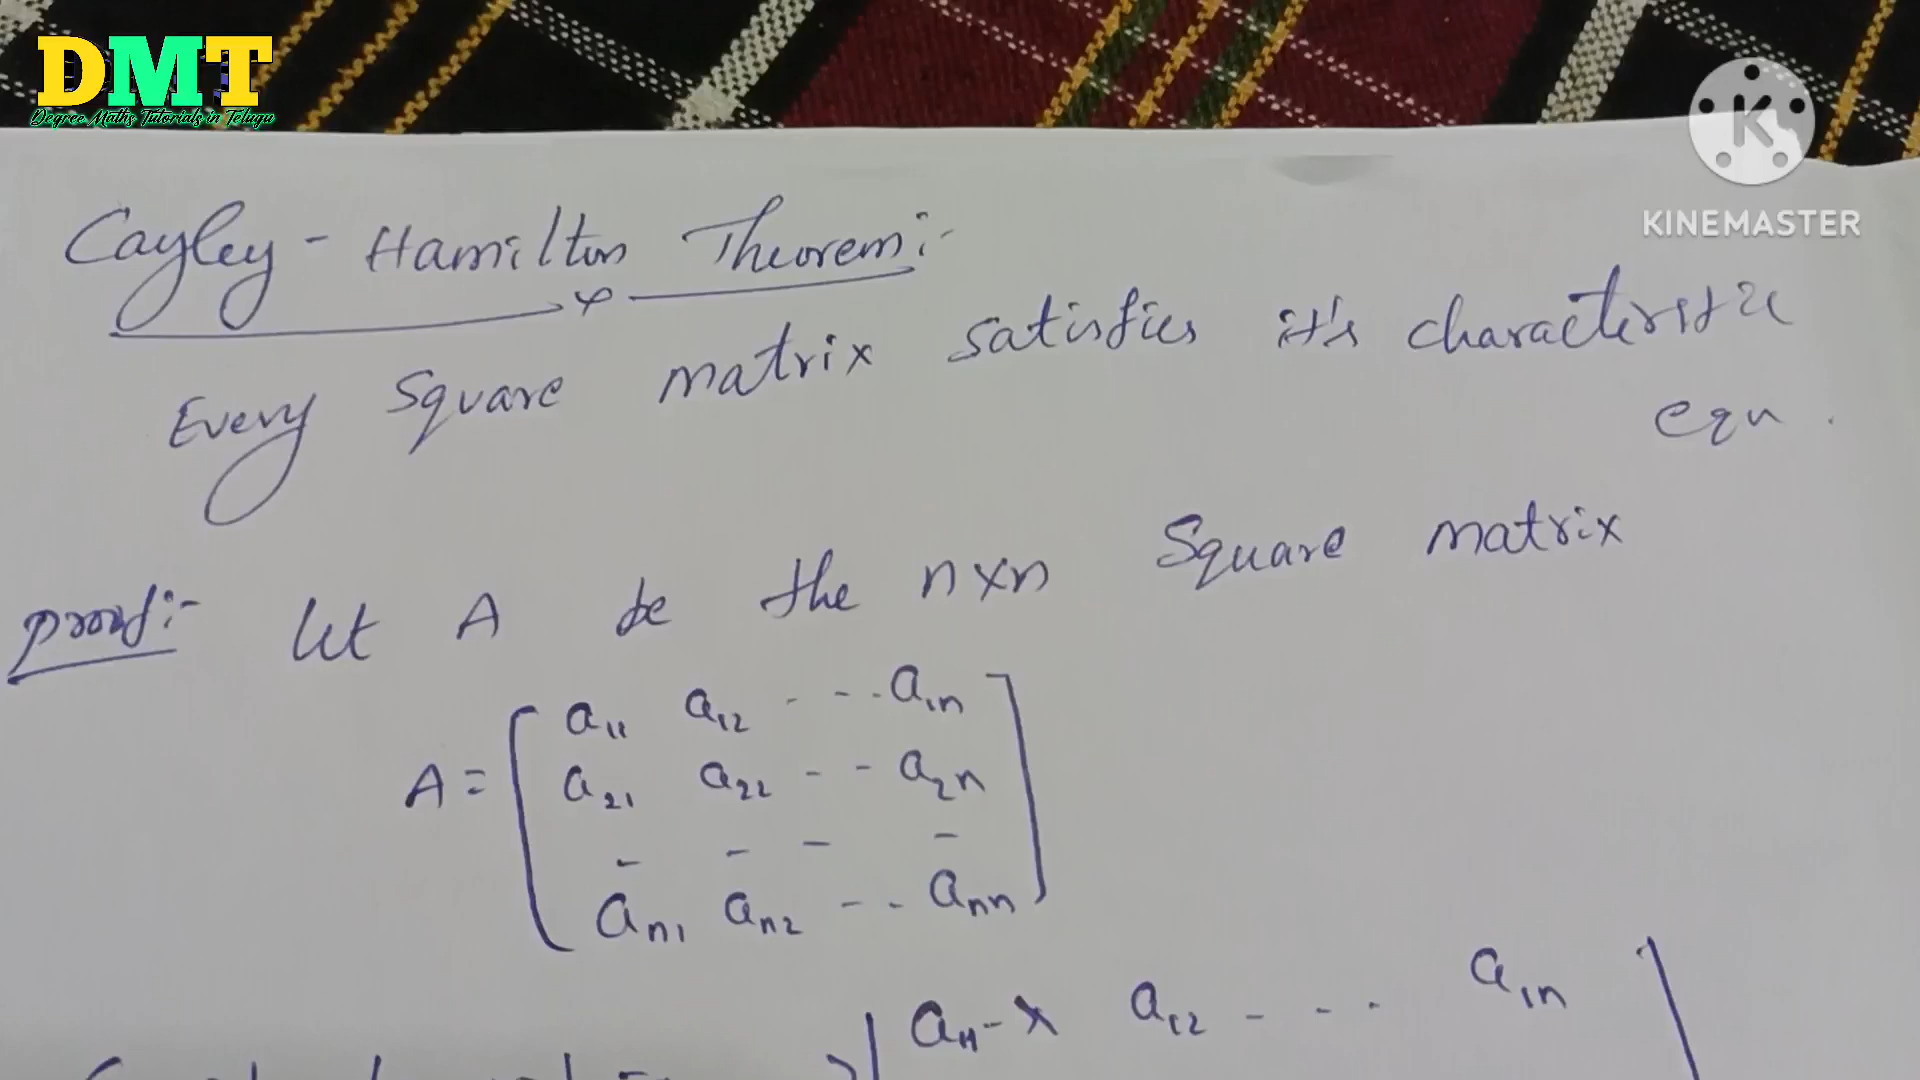 DMT
Degree Maths Tutorials in Telugu
KINEMASTER
Cayley - Hamilton Theorem :-
Every Square matrix satisfies it's characteristic
equ .
proof :- let A be the n×n Square matrix
A = [ a₁₁ a₁₂ - - - - a₁ₙ
a₂₁ a₂₂ - - a₂ₙ
- - - -
aₙ₁ aₙ₂ - - - aₙₙ ]
| a₁₁-λ a₁₂ - - - a₁ₙ |